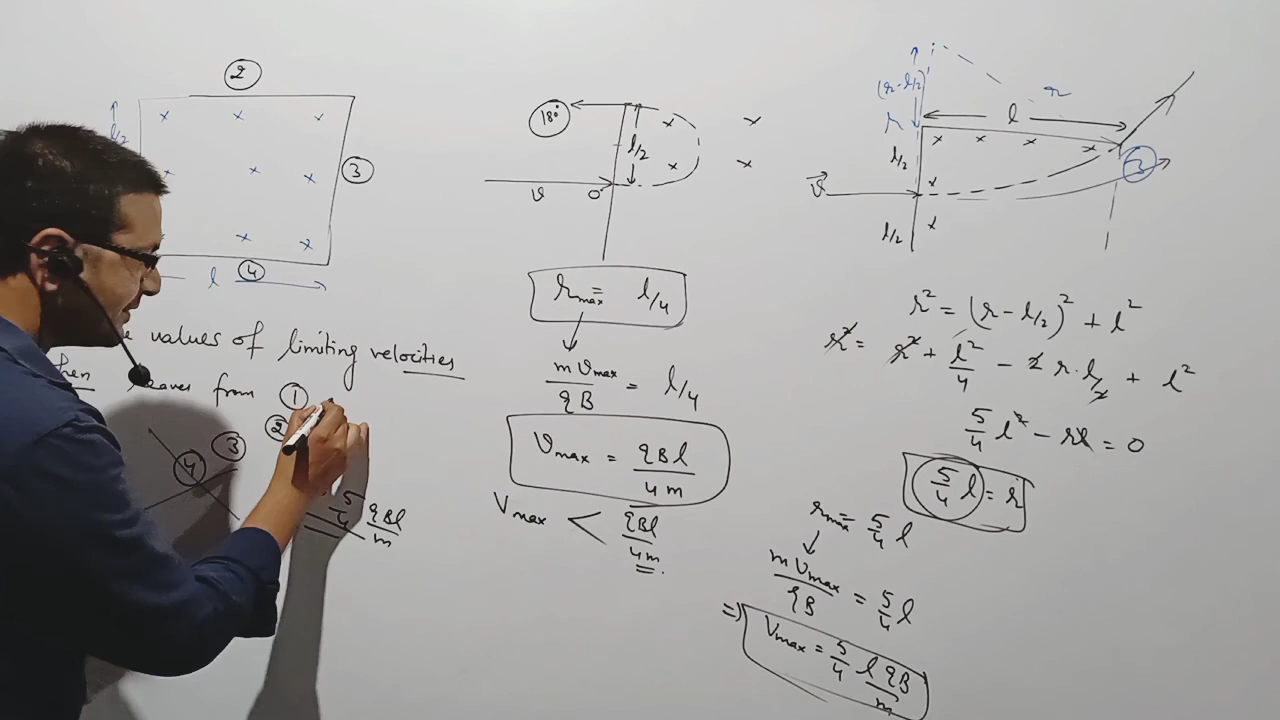 ②
l/2
× × ×
× × ③
× ×
④
l
values of limiting velocities
from ①
②
③
④
5/4 qBl/m
180°
l/2
× ×
× ×
v
0
r_max = l/4
m v_max / qB = l/4
v_max = qBl / 4m
V_max < qBl / 4m
(r - l/2)
r
l
× × × ×
l/2
×
v⃗
l/2
×
③
r² = (r - l/2)² + l²
r² = r² + l²/4 - 2 r · l/2 + l²
5/4 l² - rl = 0
5/4 l = r
r_max = 5/4 l
m v_max / qB = 5/4 l
⇒ V_max = 5/4 l qB/m